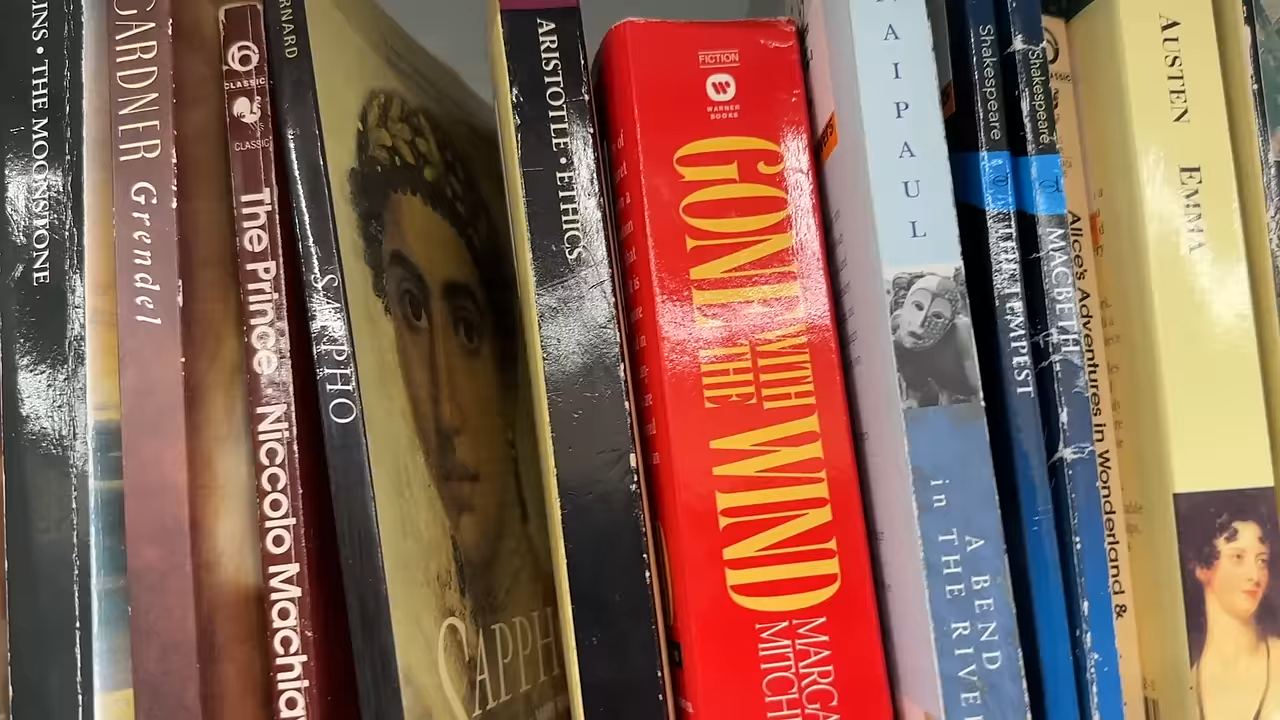 INS • THE MOONSTONE
GARDNER Grendel
CLASSIC
CLASSIC
The Prince Niccolo Machia
RNARD
SAPPHO
SAPPH
ARISTOTLE • ETHICS
FICTION
WARNER
BOOKS
GONE WITH
THE WIND
MARGA
MITCH
NAIPAUL
A BEND
in THE RIVE
Shakespeare
THE TEMPEST
Shakespeare
MACBETH
Alice's Adventures in Wonderland &
AUSTEN EMMA